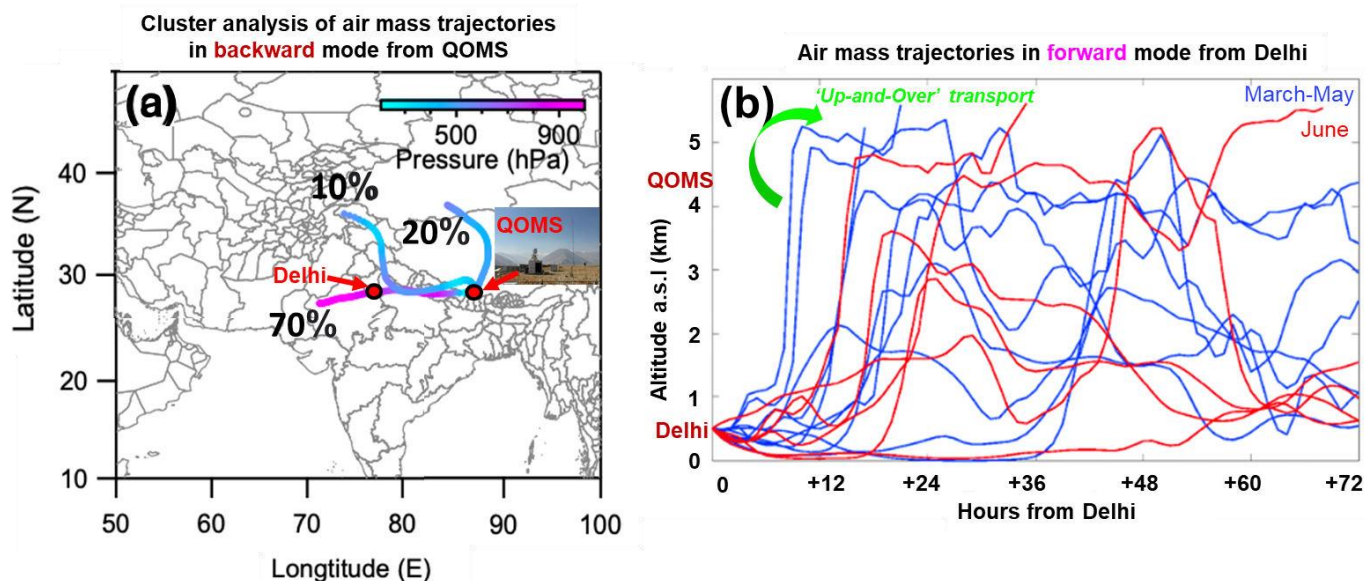 Cluster analysis of air mass trajectories
in backward mode from QOMS
(a)
500
900
Pressure (hPa)
10%
20%
QOMS
Delhi
70%
40
30
20
10
Latitude (N)
50
60
70
80
90
100
Longtitude (E)
Air mass trajectories in forward mode from Delhi
(b)
'Up-and-Over' transport
March-May
June
5
QOMS
4
3
2
1
Delhi
0
Altitude a.s.l (km)
0
+12
+24
+36
+48
+60
+72
Hours from Delhi